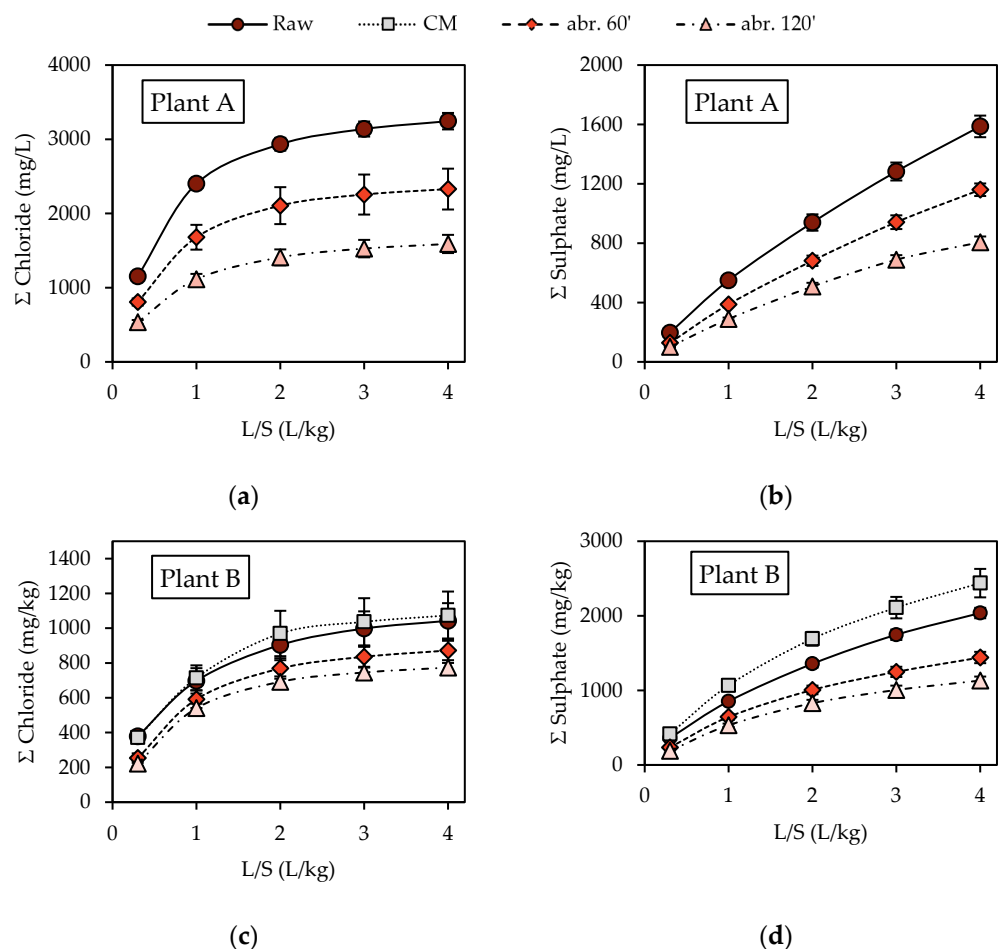 Raw CM abr. 60' abr. 120'
4000
3000
2000
1000
0
Σ Chloride (mg/L)
Plant A
0 1 2 3 4
L/S (L/kg)
(a)
2000
1600
1200
800
400
0
Σ Sulphate (mg/L)
Plant A
0 1 2 3 4
L/S (L/kg)
(b)
1400
1200
1000
800
600
400
200
0
Σ Chloride (mg/kg)
Plant B
0 1 2 3 4
L/S (L/kg)
(c)
3000
2000
1000
0
Σ Sulphate (mg/kg)
Plant B
0 1 2 3 4
L/S (L/kg)
(d)